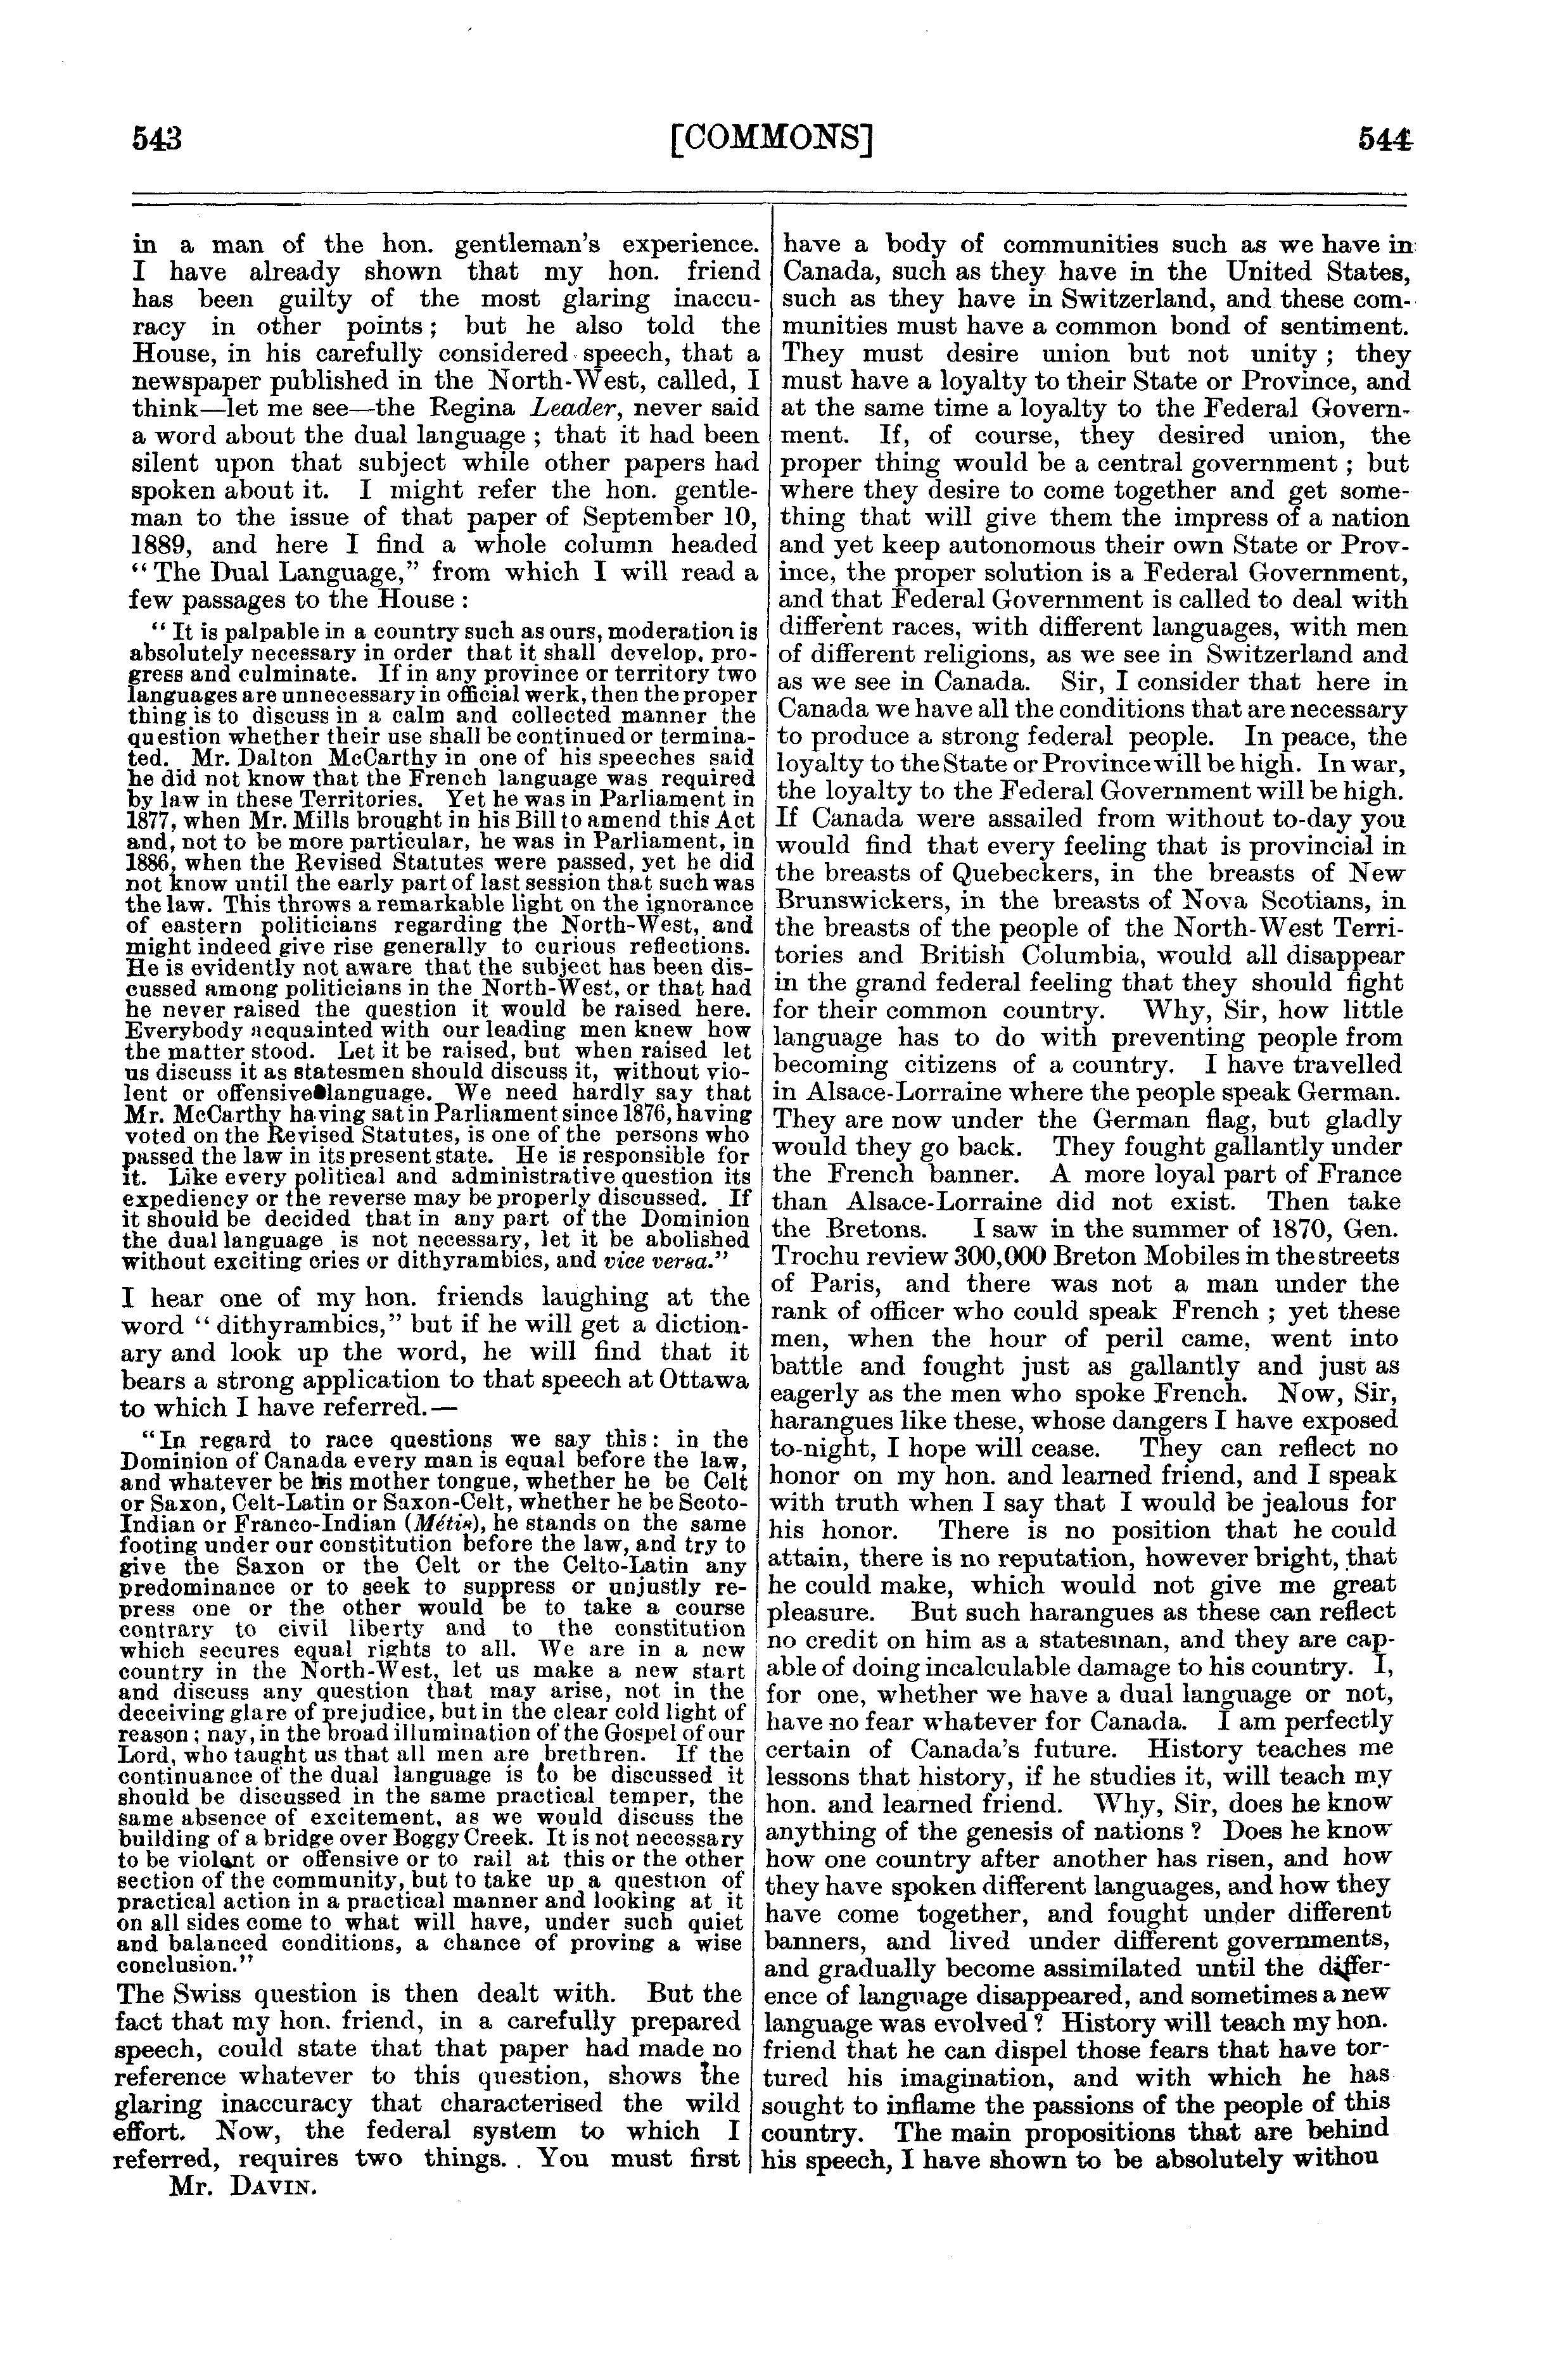 543
[COMMONS]
544
in a man of the hon. gentleman's experience.
I have already shown that my hon. friend
has been guilty of the most glaring inaccu-
racy in other points; but he also told the
House, in his carefully considered speech, that a
newspaper published in the North-West, called, I
think—let me see—the Regina Leader, never said
a word about the dual language ; that it had been
silent upon that subject while other papers had
spoken about it. I might refer the hon. gentle-
man to the issue of that paper of September 10,
1889, and here I find a whole column headed
"The Dual Language," from which I will read a
few passages to the House :
"It is palpable in a country such as ours, moderation is
absolutely necessary in order that it shall develop, pro-
gress and culminate. If in any province or territory two
languages are unnecessary in official werk, then the proper
thing is to discuss in a calm and collected manner the
question whether their use shall be continued or termina-
ted. Mr. Dalton McCarthy in one of his speeches said
he did not know that the French language was required
by law in these Territories. Yet he was in Parliament in
1877, when Mr. Mills brought in his Bill to amend this Act
and, not to be more particular, he was in Parliament, in
1886, when the Revised Statutes were passed, yet he did
not know until the early part of last session that such was
the law. This throws a remarkable light on the ignorance
of eastern politicians regarding the North-West, and
might indeed give rise generally to curious reflections.
He is evidently not aware that the subject has been dis-
cussed among politicians in the North-West, or that had
he never raised the question it would be raised here.
Everybody acquainted with our leading men knew how
the matter stood. Let it be raised, but when raised let
us discuss it as statesmen should discuss it, without vio-
lent or offensive language. We need hardly say that
Mr. McCarthy having sat in Parliament since 1876, having
voted on the Revised Statutes, is one of the persons who
passed the law in its present state. He is responsible for
it. Like every political and administrative question its
expediency or the reverse may be properly discussed. If
it should be decided that in any part of the Dominion
the dual language is not necessary, let it be abolished
without exciting cries or dithyrambics, and vice versa."
I hear one of my hon. friends laughing at the
word "dithyrambics," but if he will get a diction-
ary and look up the word, he will find that it
bears a strong application to that speech at Ottawa
to which I have referred.—
"In regard to race questions we say this: in the
Dominion of Canada every man is equal before the law,
and whatever be his mother tongue, whether he be Celt
or Saxon, Celt-Latin or Saxon-Celt, whether he be Scoto-
Indian or Franco-Indian (Métis), he stands on the same
footing under our constitution before the law, and try to
give the Saxon or the Celt or the Celto-Latin any
predominance or to seek to suppress or unjustly re-
press one or the other would be to take a course
contrary to civil liberty and to the constitution
which secures equal rights to all. We are in a new
country in the North-West, let us make a new start
and discuss any question that may arise, not in the
deceiving glare of prejudice, but in the clear cold light of
reason ; nay, in the broad illumination of the Gospel of our
Lord, who taught us that all men are brethren. If the
continuance of the dual language is to be discussed it
should be discussed in the same practical temper, the
same absence of excitement, as we would discuss the
building of a bridge over Boggy Creek. It is not necessary
to be violent or offensive or to rail at this or the other
section of the community, but to take up a question of
practical action in a practical manner and looking at it
on all sides come to what will have, under such quiet
and balanced conditions, a chance of proving a wise
conclusion."
The Swiss question is then dealt with. But the
fact that my hon. friend, in a carefully prepared
speech, could state that that paper had made no
reference whatever to this question, shows the
glaring inaccuracy that characterised the wild
effort. Now, the federal system to which I
referred, requires two things. . You must first
Mr. DAVIN.
have a body of communities such as we have in
Canada, such as they have in the United States,
such as they have in Switzerland, and these com-
munities must have a common bond of sentiment.
They must desire union but not unity ; they
must have a loyalty to their State or Province, and
at the same time a loyalty to the Federal Govern-
ment. If, of course, they desired union, the
proper thing would be a central government ; but
where they desire to come together and get some-
thing that will give them the impress of a nation
and yet keep autonomous their own State or Prov-
ince, the proper solution is a Federal Government,
and that Federal Government is called to deal with
different races, with different languages, with men
of different religions, as we see in Switzerland and
as we see in Canada. Sir, I consider that here in
Canada we have all the conditions that are necessary
to produce a strong federal people. In peace, the
loyalty to the State or Province will be high. In war,
the loyalty to the Federal Government will be high.
If Canada were assailed from without to-day you
would find that every feeling that is provincial in
the breasts of Quebeckers, in the breasts of New
Brunswickers, in the breasts of Nova Scotians, in
the breasts of the people of the North-West Terri-
tories and British Columbia, would all disappear
in the grand federal feeling that they should fight
for their common country. Why, Sir, how little
language has to do with preventing people from
becoming citizens of a country. I have travelled
in Alsace-Lorraine where the people speak German.
They are now under the German flag, but gladly
would they go back. They fought gallantly under
the French banner. A more loyal part of France
than Alsace-Lorraine did not exist. Then take
the Bretons. I saw in the summer of 1870, Gen.
Trochu review 300,000 Breton Mobiles in the streets
of Paris, and there was not a man under the
rank of officer who could speak French ; yet these
men, when the hour of peril came, went into
battle and fought just as gallantly and just as
eagerly as the men who spoke French. Now, Sir,
harangues like these, whose dangers I have exposed
to-night, I hope will cease. They can reflect no
honor on my hon. and learned friend, and I speak
with truth when I say that I would be jealous for
his honor. There is no position that he could
attain, there is no reputation, however bright, that
he could make, which would not give me great
pleasure. But such harangues as these can reflect
no credit on him as a statesman, and they are cap-
able of doing incalculable damage to his country. I,
for one, whether we have a dual language or not,
have no fear whatever for Canada. I am perfectly
certain of Canada's future. History teaches me
lessons that history, if he studies it, will teach my
hon. and learned friend. Why, Sir, does he know
anything of the genesis of nations ? Does he know
how one country after another has risen, and how
they have spoken different languages, and how they
have come together, and fought under different
banners, and lived under different governments,
and gradually become assimilated until the differ-
ence of language disappeared, and sometimes a new
language was evolved ? History will teach my hon.
friend that he can dispel those fears that have tor-
tured his imagination, and with which he has
sought to inflame the passions of the people of this
country. The main propositions that are behind
his speech, I have shown to be absolutely withou